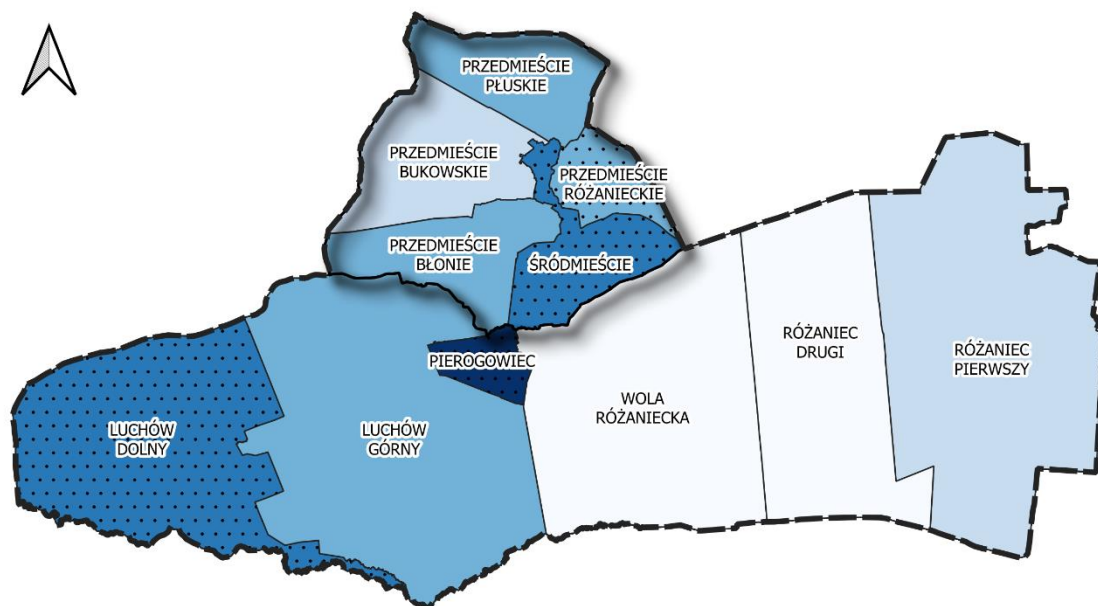 PRZEDMIEŚCIE
PŁUSKIE
PRZEDMIEŚCIE
BUKOWSKIE
PRZEDMIEŚCIE
RÓŻANIECKIE
PRZEDMIEŚCIE
BŁONIE
ŚRÓDMIEŚCIE
PIEROGOWIEC
RÓŻANIEC
DRUGI
RÓŻANIEC
PIERWSZY
WOLA
RÓŻANIECKA
LUCHÓW
DOLNY
LUCHÓW
GÓRNY